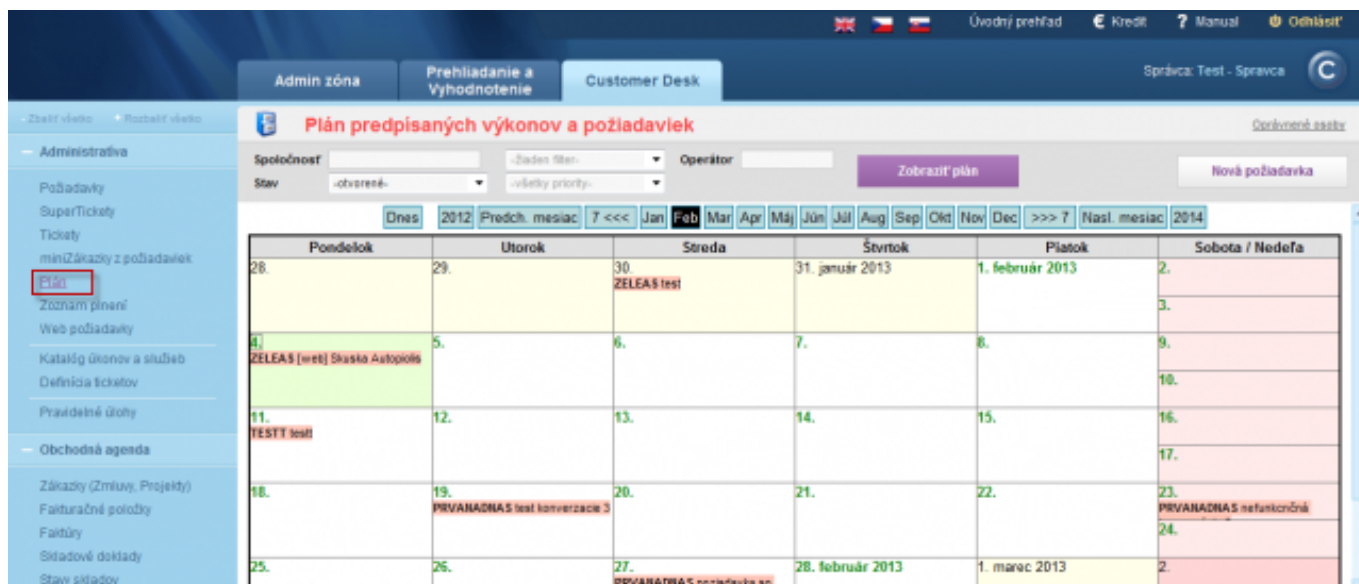 Úvodný prehľad € Kredit ? Manual Odhlásiť
Admin zóna
Prehliadanie a
Vyhodnotenie
Customer Desk
Správca: Test - Spravca
- Zbaliť všetko + Rozbaliť všetko
Plán predpísaných výkonov a požiadaviek
Oprávnené osoby
Administratíva
Spoločnosť -žiaden filter- Operátor
Zobraziť plán
Nová požiadavka
Stav -otvorené- -všetky priority-
Požiadavky
SuperTickety
Tickety
miniZákazky z požiadaviek
Plán
Zoznam plnení
Web požiadavky
Katalóg úkonov a služieb
Definícia ticketov
Pravidelné úlohy
Obchodná agenda
Zákazky (Zmluvy, Projekty)
Fakturačné položky
Faktúry
Skladové doklady
Stavy skladov
Dnes 2012 Predch. mesiac 7 <<< Jan Feb Mar Apr Máj Jún Júl Aug Sep Okt Nov Dec >>> 7 Nasl. mesiac 2014
Pondelok Utorok Streda Štvrtok Piatok Sobota / Nedeľa
28. 29. 30. 31. január 2013 1. február 2013 2.
ZELEAS test
3.
4. 5. 6. 7. 8. 9.
ZELEAS [web] Skuska Autopiolis
10.
11. 12. 13. 14. 15. 16.
TESTT testt
17.
18. 19. 20. 21. 22. 23.
PRVANADNAS test konverzacie 3 PRVANADNAS nefunkončná
24.
25. 26. 27. 28. február 2013 1. marec 2013 2.
PRVANADNAS poziadavka an